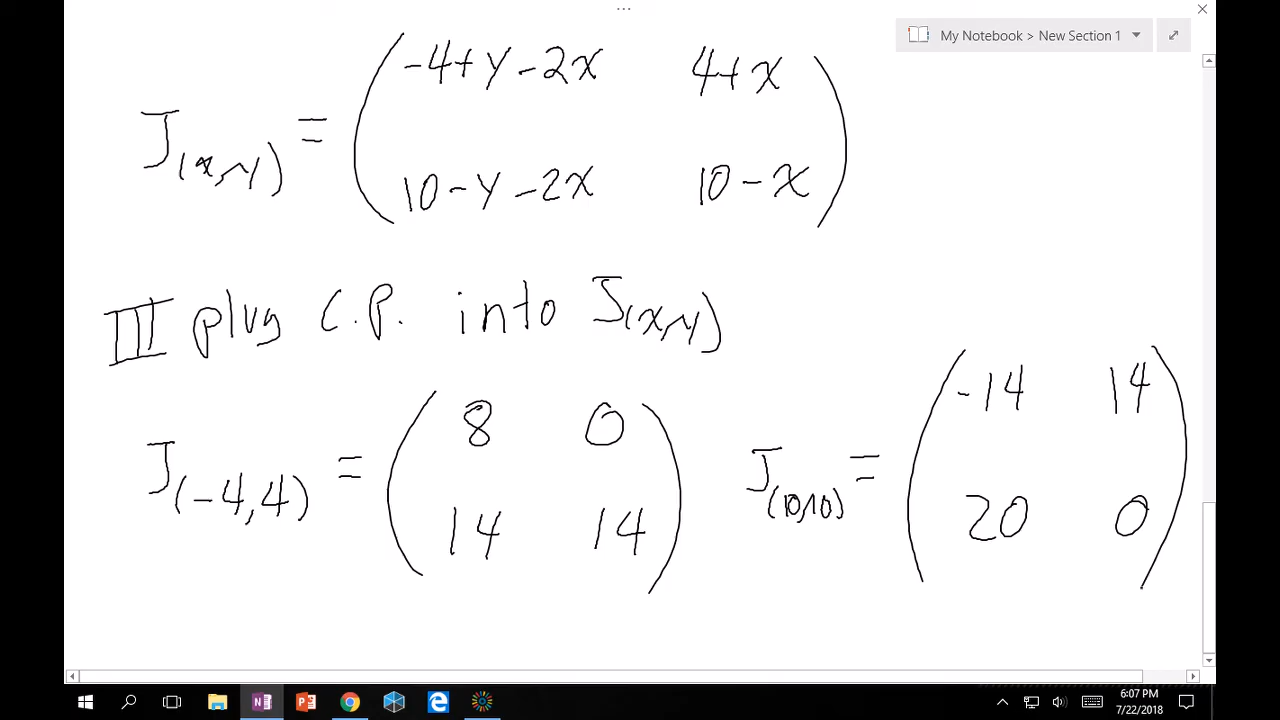 ...
My Notebook > New Section 1
J(x,y) = ( -4+y-2x 4+x
10-y-2x 10-x )
III plug C.P. into J(x,y)
J(-4,4) = ( 8 0
14 14 )
J(10,10) = ( -14 14
20 0 )
6:07 PM
7/22/2018